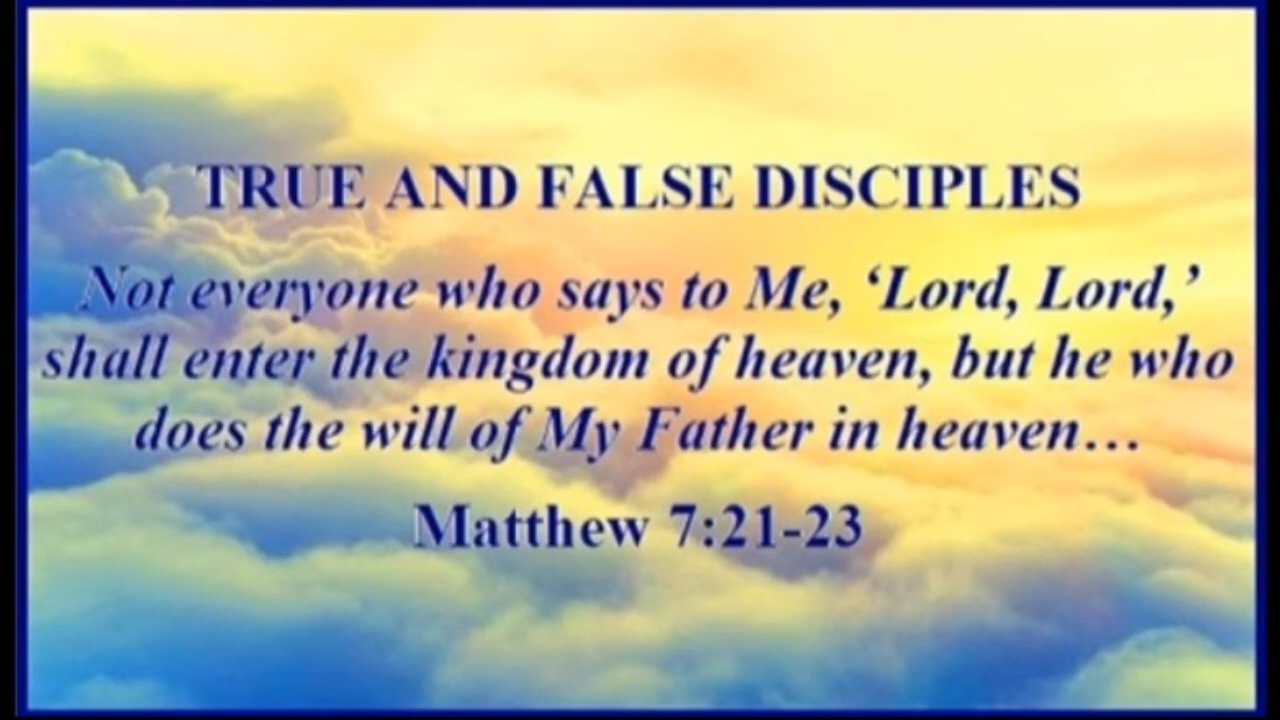 TRUE AND FALSE DISCIPLES
Not everyone who says to Me, ‘Lord, Lord,’
shall enter the kingdom of heaven, but he who
does the will of My Father in heaven…
Matthew 7:21-23